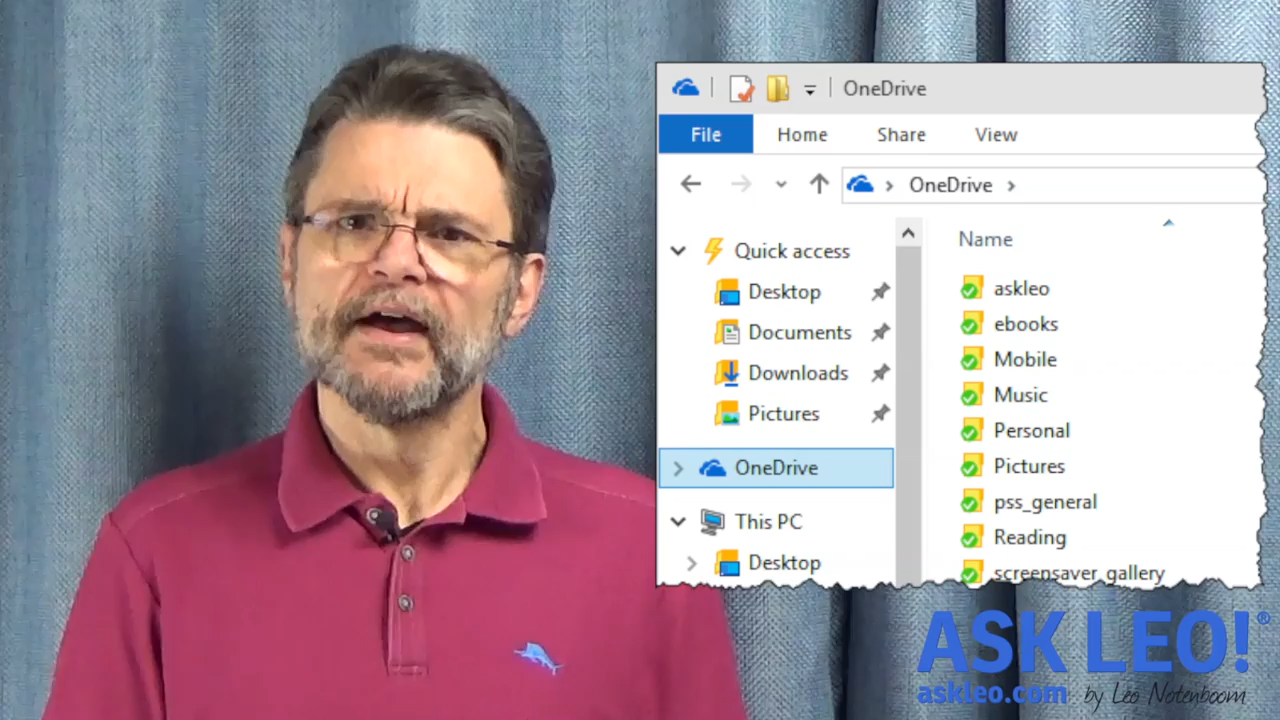 OneDrive
File Home Share View
OneDrive
Quick access
Desktop
Documents
Downloads
Pictures
OneDrive
This PC
Desktop
Name
askleo
ebooks
Mobile
Music
Personal
Pictures
pss_general
Reading
screensaver_gallery
ASK LEO!®
askleo.com by Leo Notenboom